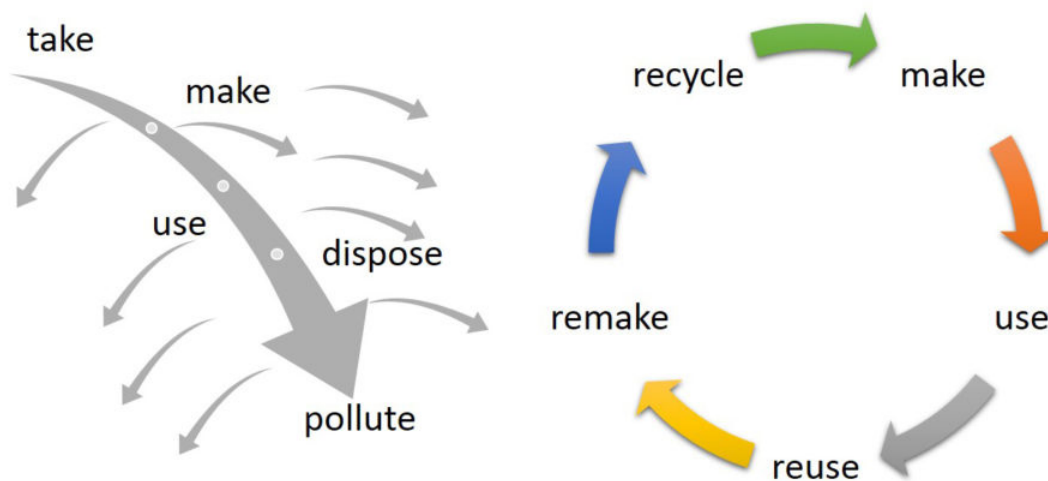 take
make
use
dispose
pollute
recycle
make
use
reuse
remake